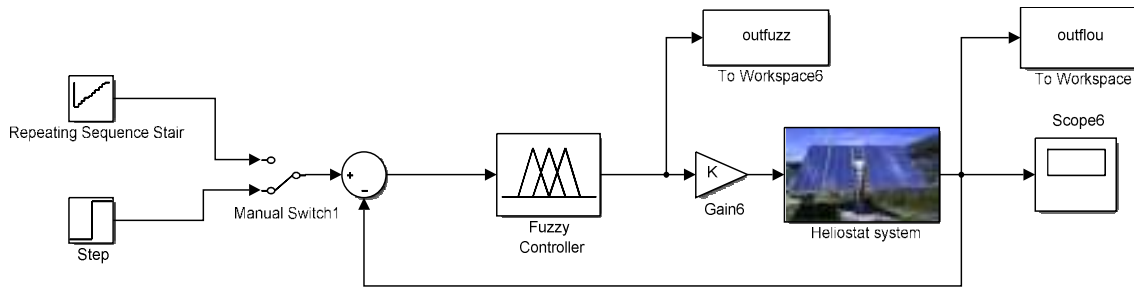 outfuzz
To Workspace6
outflou
To Workspace
Repeating Sequence Stair
Step
Manual Switch1
+
−
Fuzzy
Controller
K
Gain6
Heliostat system
Scope6